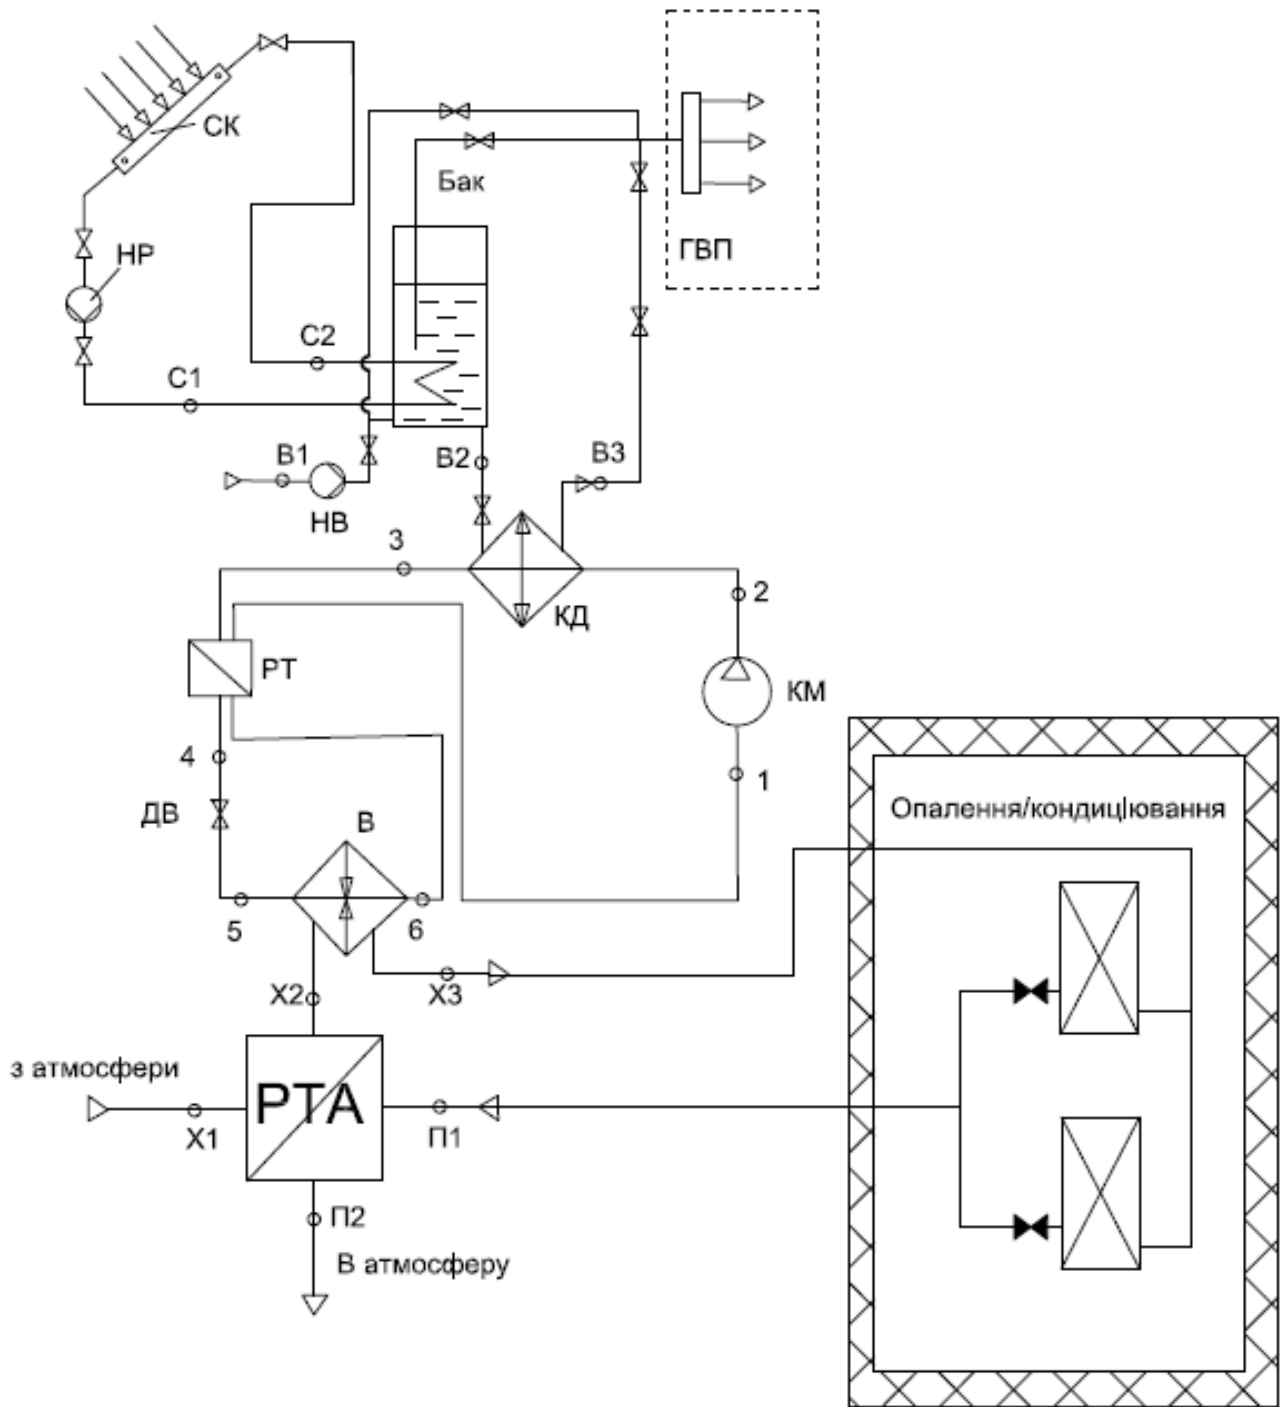 СК
Бак
ГВП
НР
С2
С1
В1
В2
В3
НВ
3
2
КД
РТ
КМ
4
1
ДВ
В
Опалення/кондиціювання
5
6
Х2
Х3
з атмосфери
РТА
Х1
П1
П2
В атмосферу